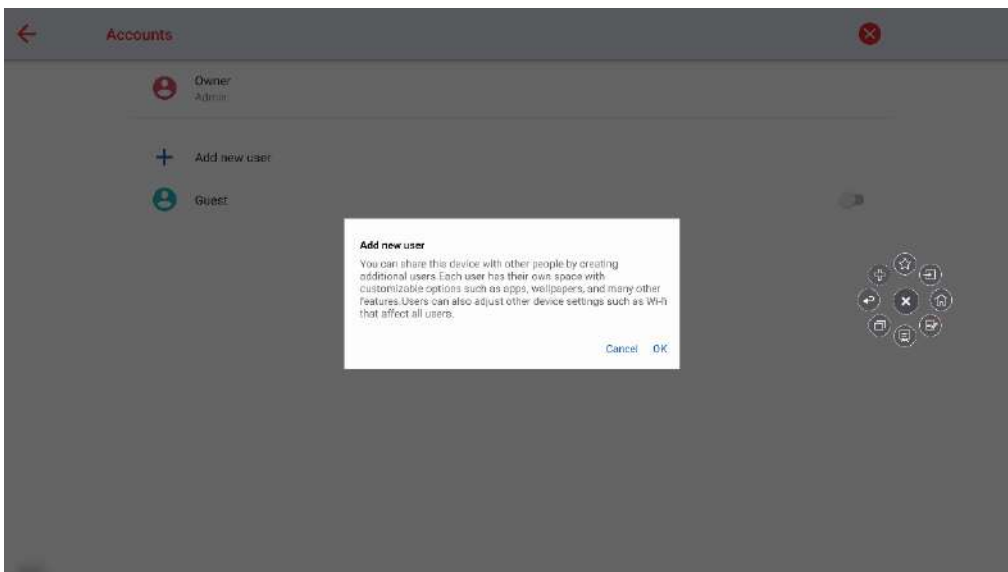 Accounts
Owner
Admin
Add new user
Guest
Add new user
You can share this device with other people by creating
additional users.Each user has their own space with
customizable options such as apps, wallpapers, and many other
features.Users can also adjust other device settings such as Wi-Fi
that affect all users.
Cancel OK